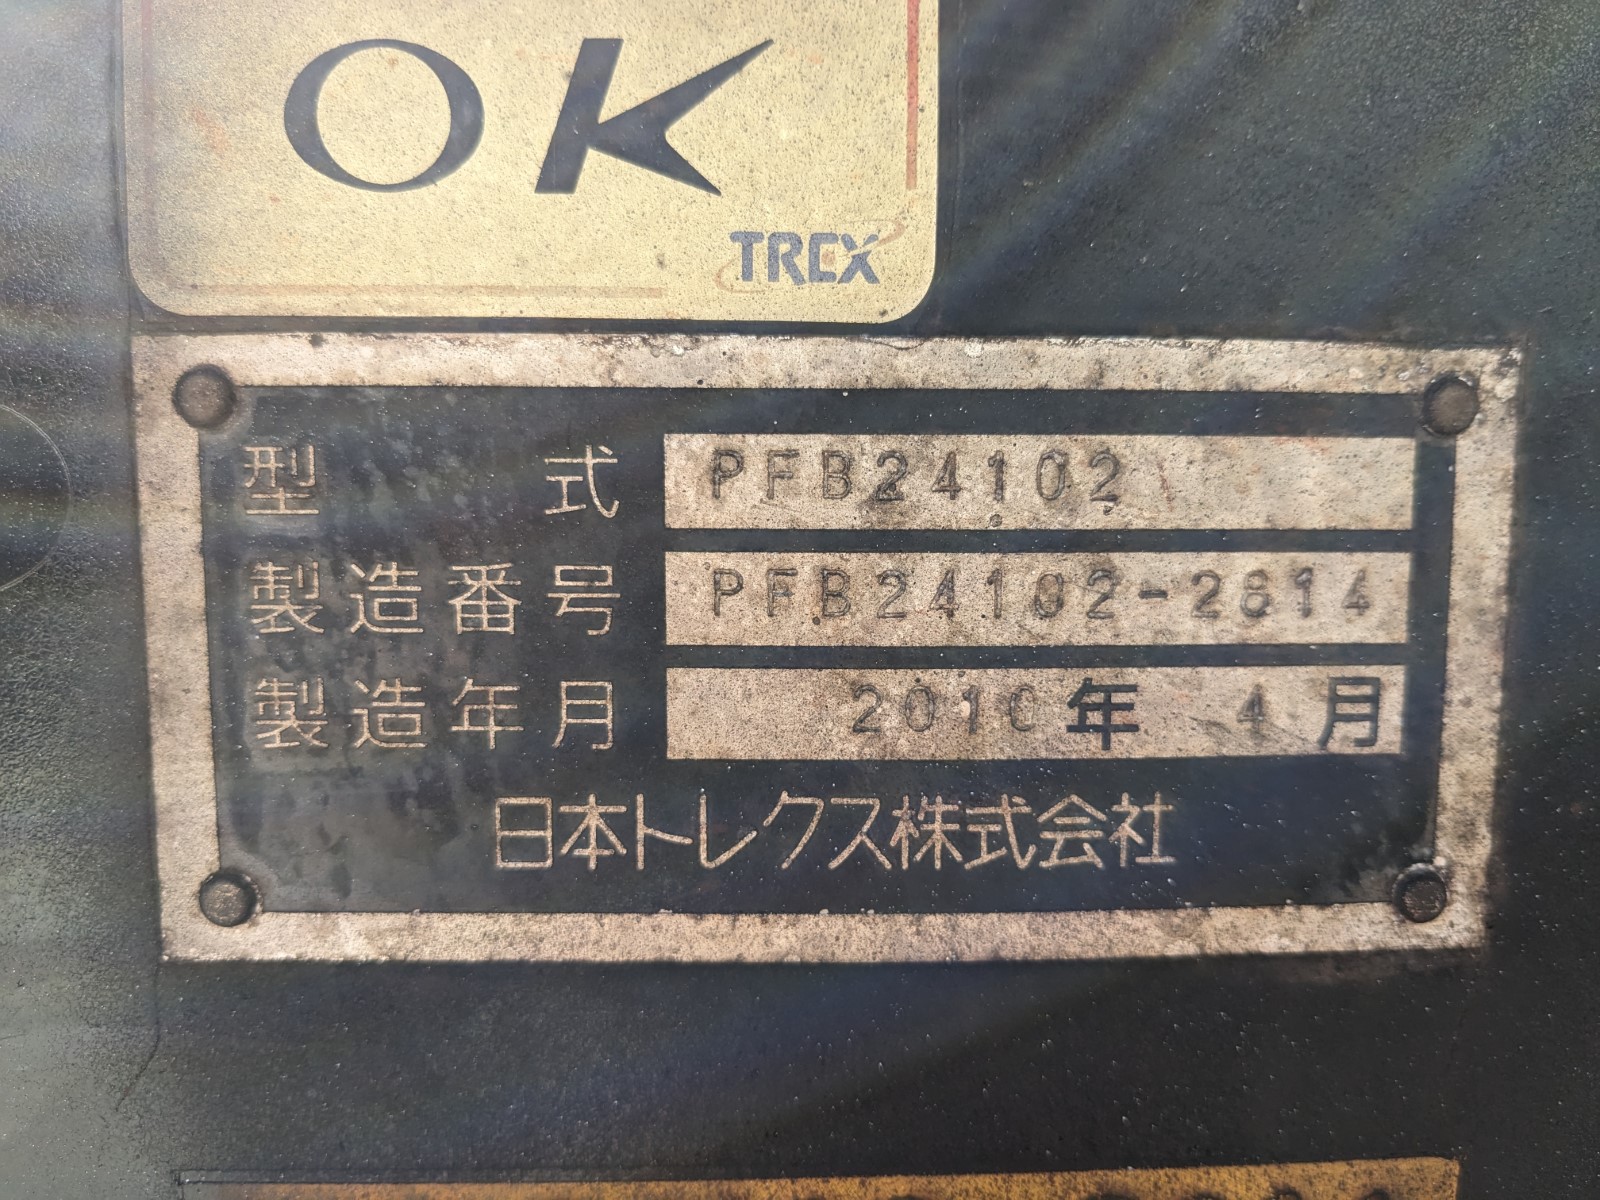 OK
TREX
型式 PFB24102
製造番号 PFB24102-2814
製造年月 2010年 4月
日本トレクス株式会社